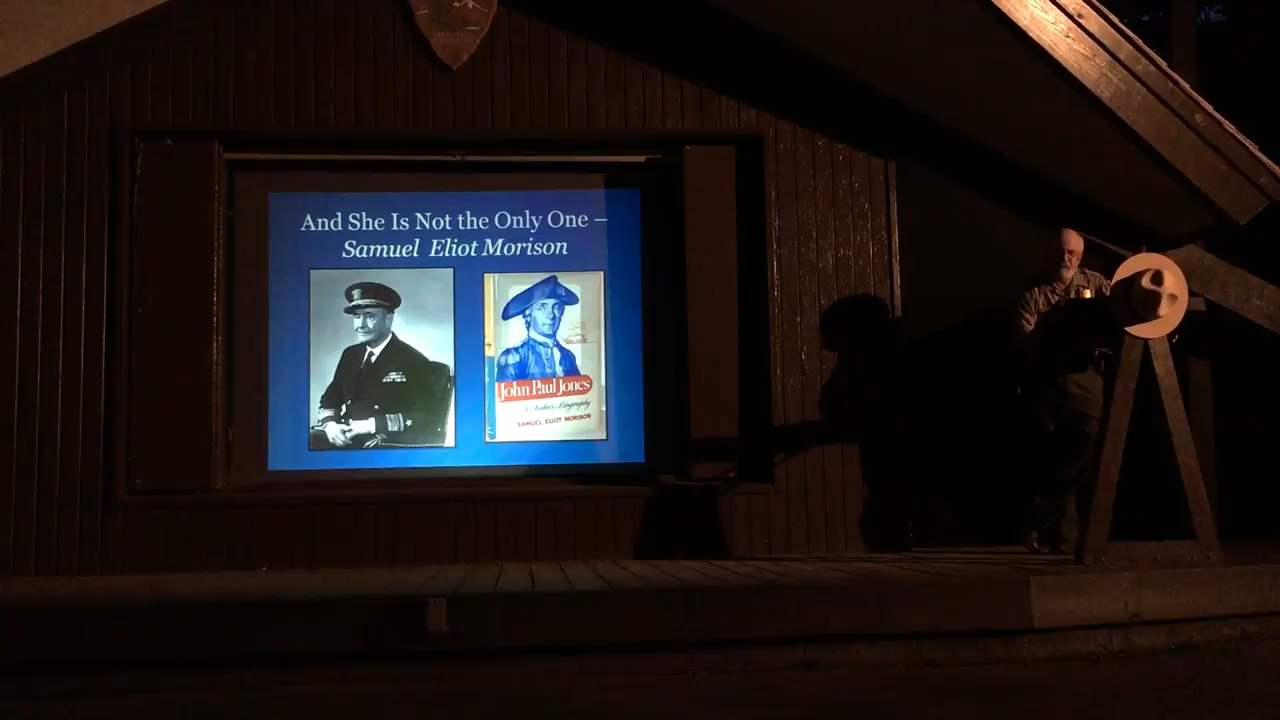 And She Is Not the Only One –
Samuel Eliot Morison
John Paul Jones
A Sailor's Biography
SAMUEL ELIOT MORISON